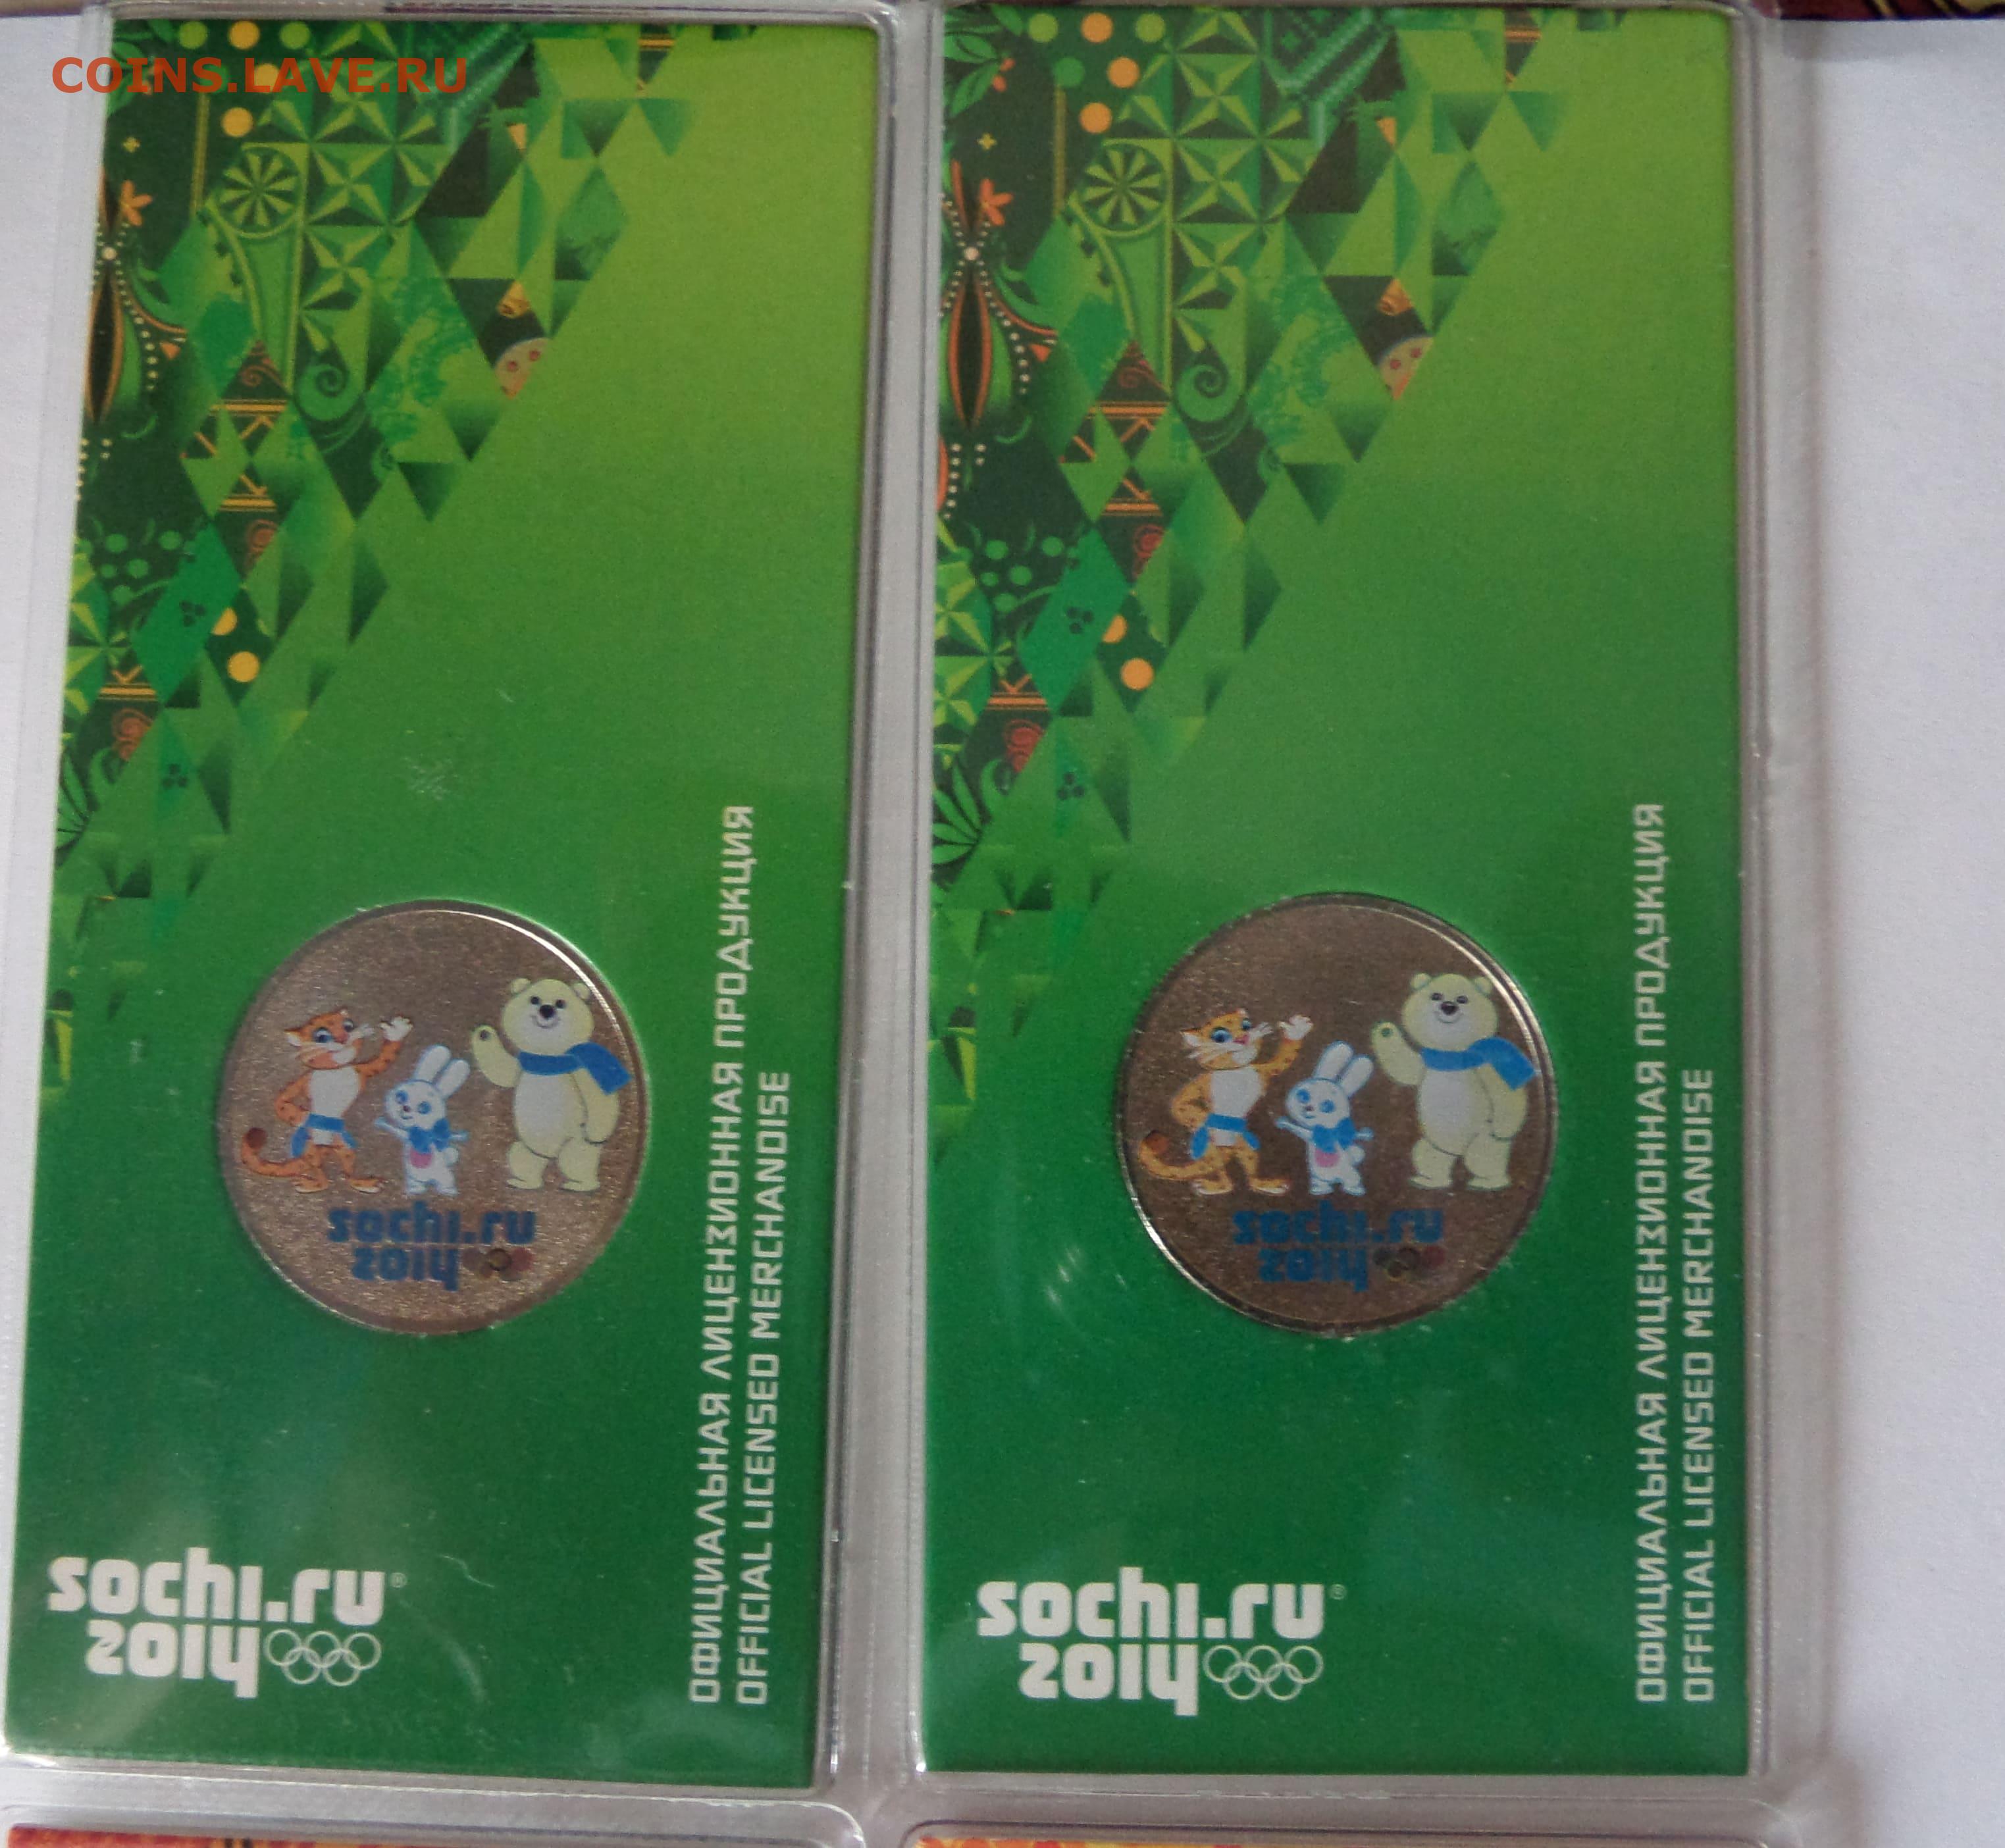 COINS.LAVE.RU
sochi.ru
2014
ОФИЦИАЛЬНАЯ ЛИЦЕНЗИОННАЯ ПРОДУКЦИЯ
OFFICIAL LICENSED MERCHANDISE
sochi.ru®
2014
sochi.ru
2014
ОФИЦИАЛЬНАЯ ЛИЦЕНЗИОННАЯ ПРОДУКЦИЯ
OFFICIAL LICENSED MERCHANDISE
sochi.ru®
2014